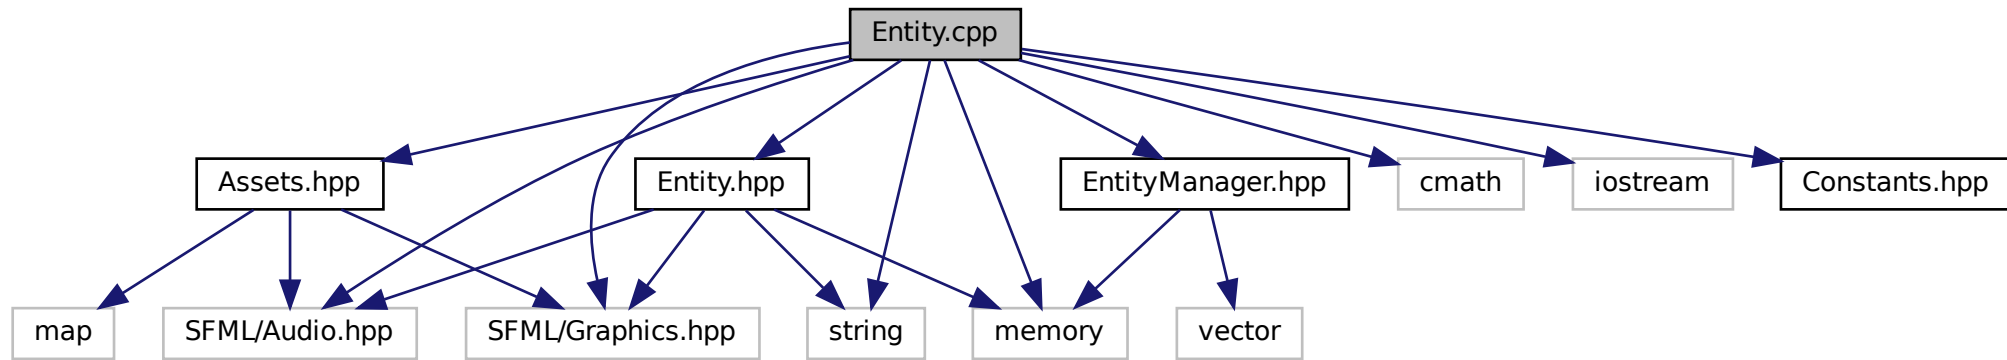 Entity.cpp
Assets.hpp
Entity.hpp
EntityManager.hpp
cmath
iostream
Constants.hpp
map
SFML/Audio.hpp
SFML/Graphics.hpp
string
memory
vector